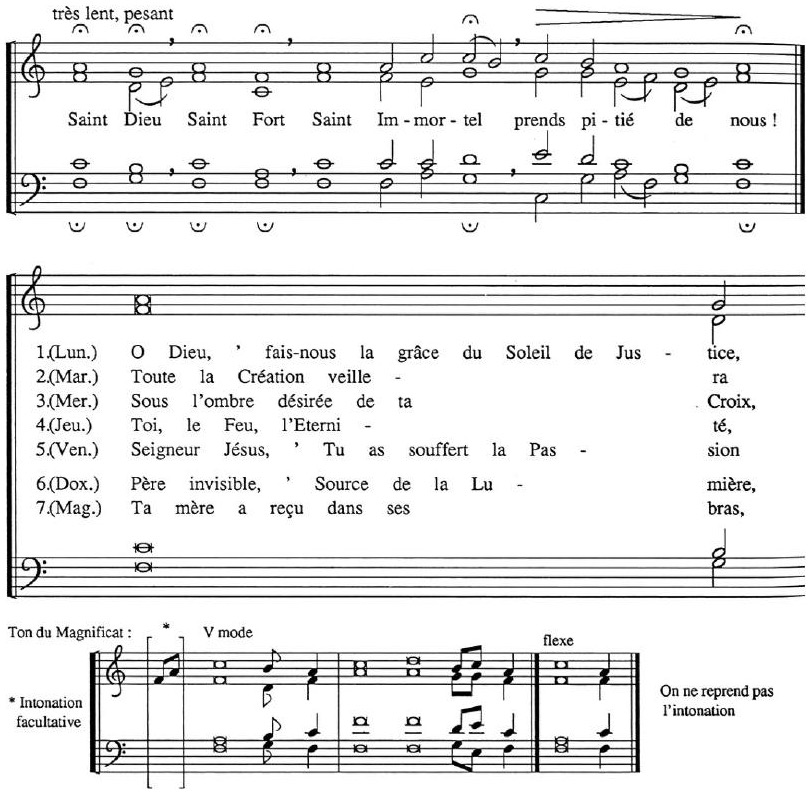 très lent, pesant
Saint Dieu Saint Fort Saint Im - mor - tel prends pi - tié de nous !
1.(Lun.) O Dieu, ’ fais-nous la grâce du Soleil de Jus - tice,
2.(Mar.) Toute la Création veille - ra
3.(Mer.) Sous l’ombre désirée de ta Croix,
4.(Jeu.) Toi, le Feu, l’Eterni - té,
5.(Ven.) Seigneur Jésus, ’ Tu as souffert la Pas - sion
6.(Dox.) Père invisible, ’ Source de la Lu - mière,
7.(Mag.) Ta mère a reçu dans ses bras,
Ton du Magnificat : * V mode
flexe
* Intonation
facultative
On ne reprend pas
l’intonation